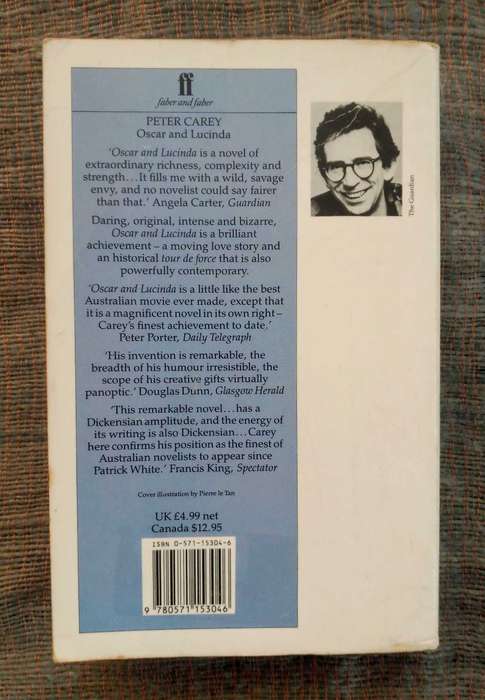 ff
faber and faber
PETER CAREY
Oscar and Lucinda
'Oscar and Lucinda is a novel of
extraordinary richness, complexity and
strength...It fills me with a wild, savage
envy, and no novelist could say fairer
than that.' Angela Carter, Guardian
Daring, original, intense and bizarre,
Oscar and Lucinda is a brilliant
achievement – a moving love story and
an historical tour de force that is also
powerfully contemporary.
'Oscar and Lucinda is a little like the best
Australian movie ever made, except that
it is a magnificent novel in its own right –
Carey's finest achievement to date.'
Peter Porter, Daily Telegraph
'His invention is remarkable, the
breadth of his humour irresistible, the
scope of his creative gifts virtually
panoptic.' Douglas Dunn, Glasgow Herald
'This remarkable novel...has a
Dickensian amplitude, and the energy of
its writing is also Dickensian...Carey
here confirms his position as the finest of
Australian novelists to appear since
Patrick White.' Francis King, Spectator
Cover illustration by Pierre le Tan
UK £4.99 net
Canada $12.95
ISBN 0-571-15304-6
9 780571 153046
The Guardian